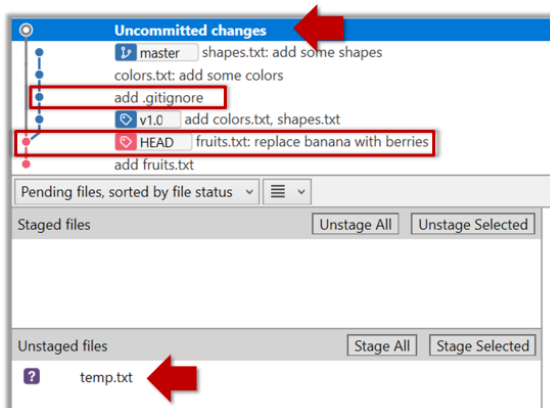 Uncommitted changes
master shapes.txt: add some shapes
colors.txt: add some colors
add .gitignore
v1.0 add colors.txt, shapes.txt
HEAD fruits.txt: replace banana with berries
add fruits.txt
Pending files, sorted by file status
Staged files Unstage All Unstage Selected
Unstaged files Stage All Stage Selected
? temp.txt